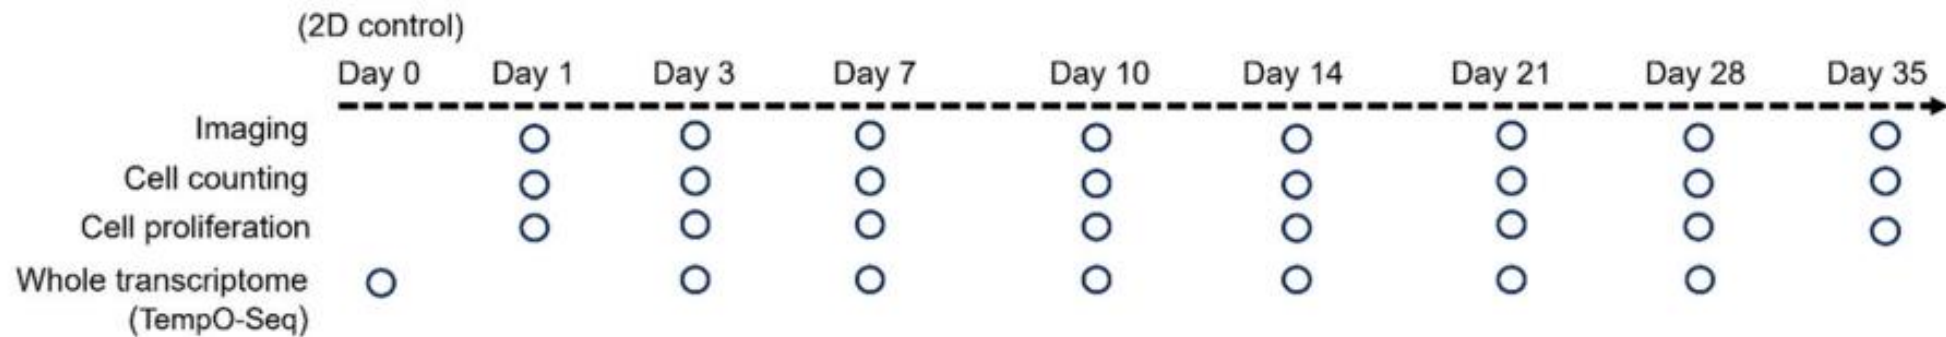 (2D control)
Day 0 Day 1 Day 3 Day 7 Day 10 Day 14 Day 21 Day 28 Day 35
Imaging
Cell counting
Cell proliferation
Whole transcriptome
(TempO-Seq)